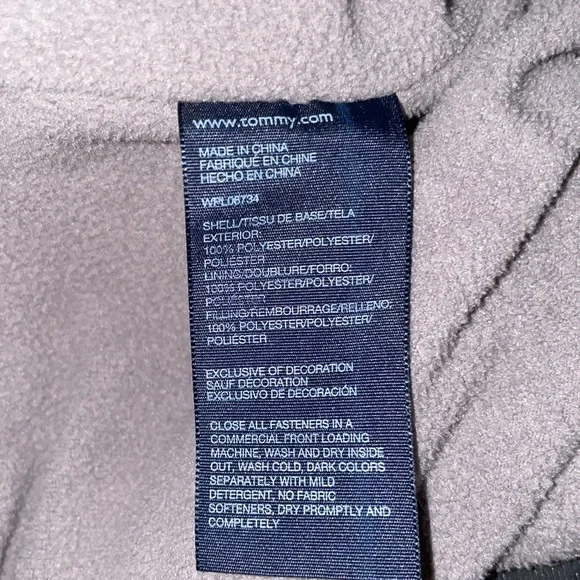 www.tommy.com
MADE IN CHINA
FABRIQUÉ EN CHINE
HECHO EN CHINA
WPL08734
SHELL/TISSU DE BASE/TELA
EXTERIOR:
100% POLYESTER/POLYESTER/
POLIÉSTER
LINING/DOUBLURE/FORRO:
100% POLYESTER/POLYESTER/
POLIÉSTER
FILLING/REMBOURRAGE/RELLENO:
100% POLYESTER/POLYESTER/
POLIÉSTER
EXCLUSIVE OF DECORATION
SAUF DÉCORATION
EXCLUSIVO DE DECORACIÓN
CLOSE ALL FASTENERS IN A
COMMERCIAL FRONT LOADING
MACHINE, WASH AND DRY INSIDE
OUT, WASH COLD, DARK COLORS
SEPARATELY WITH MILD
DETERGENT, NO FABRIC
SOFTENERS, DRY PROMPTLY AND
COMPLETELY